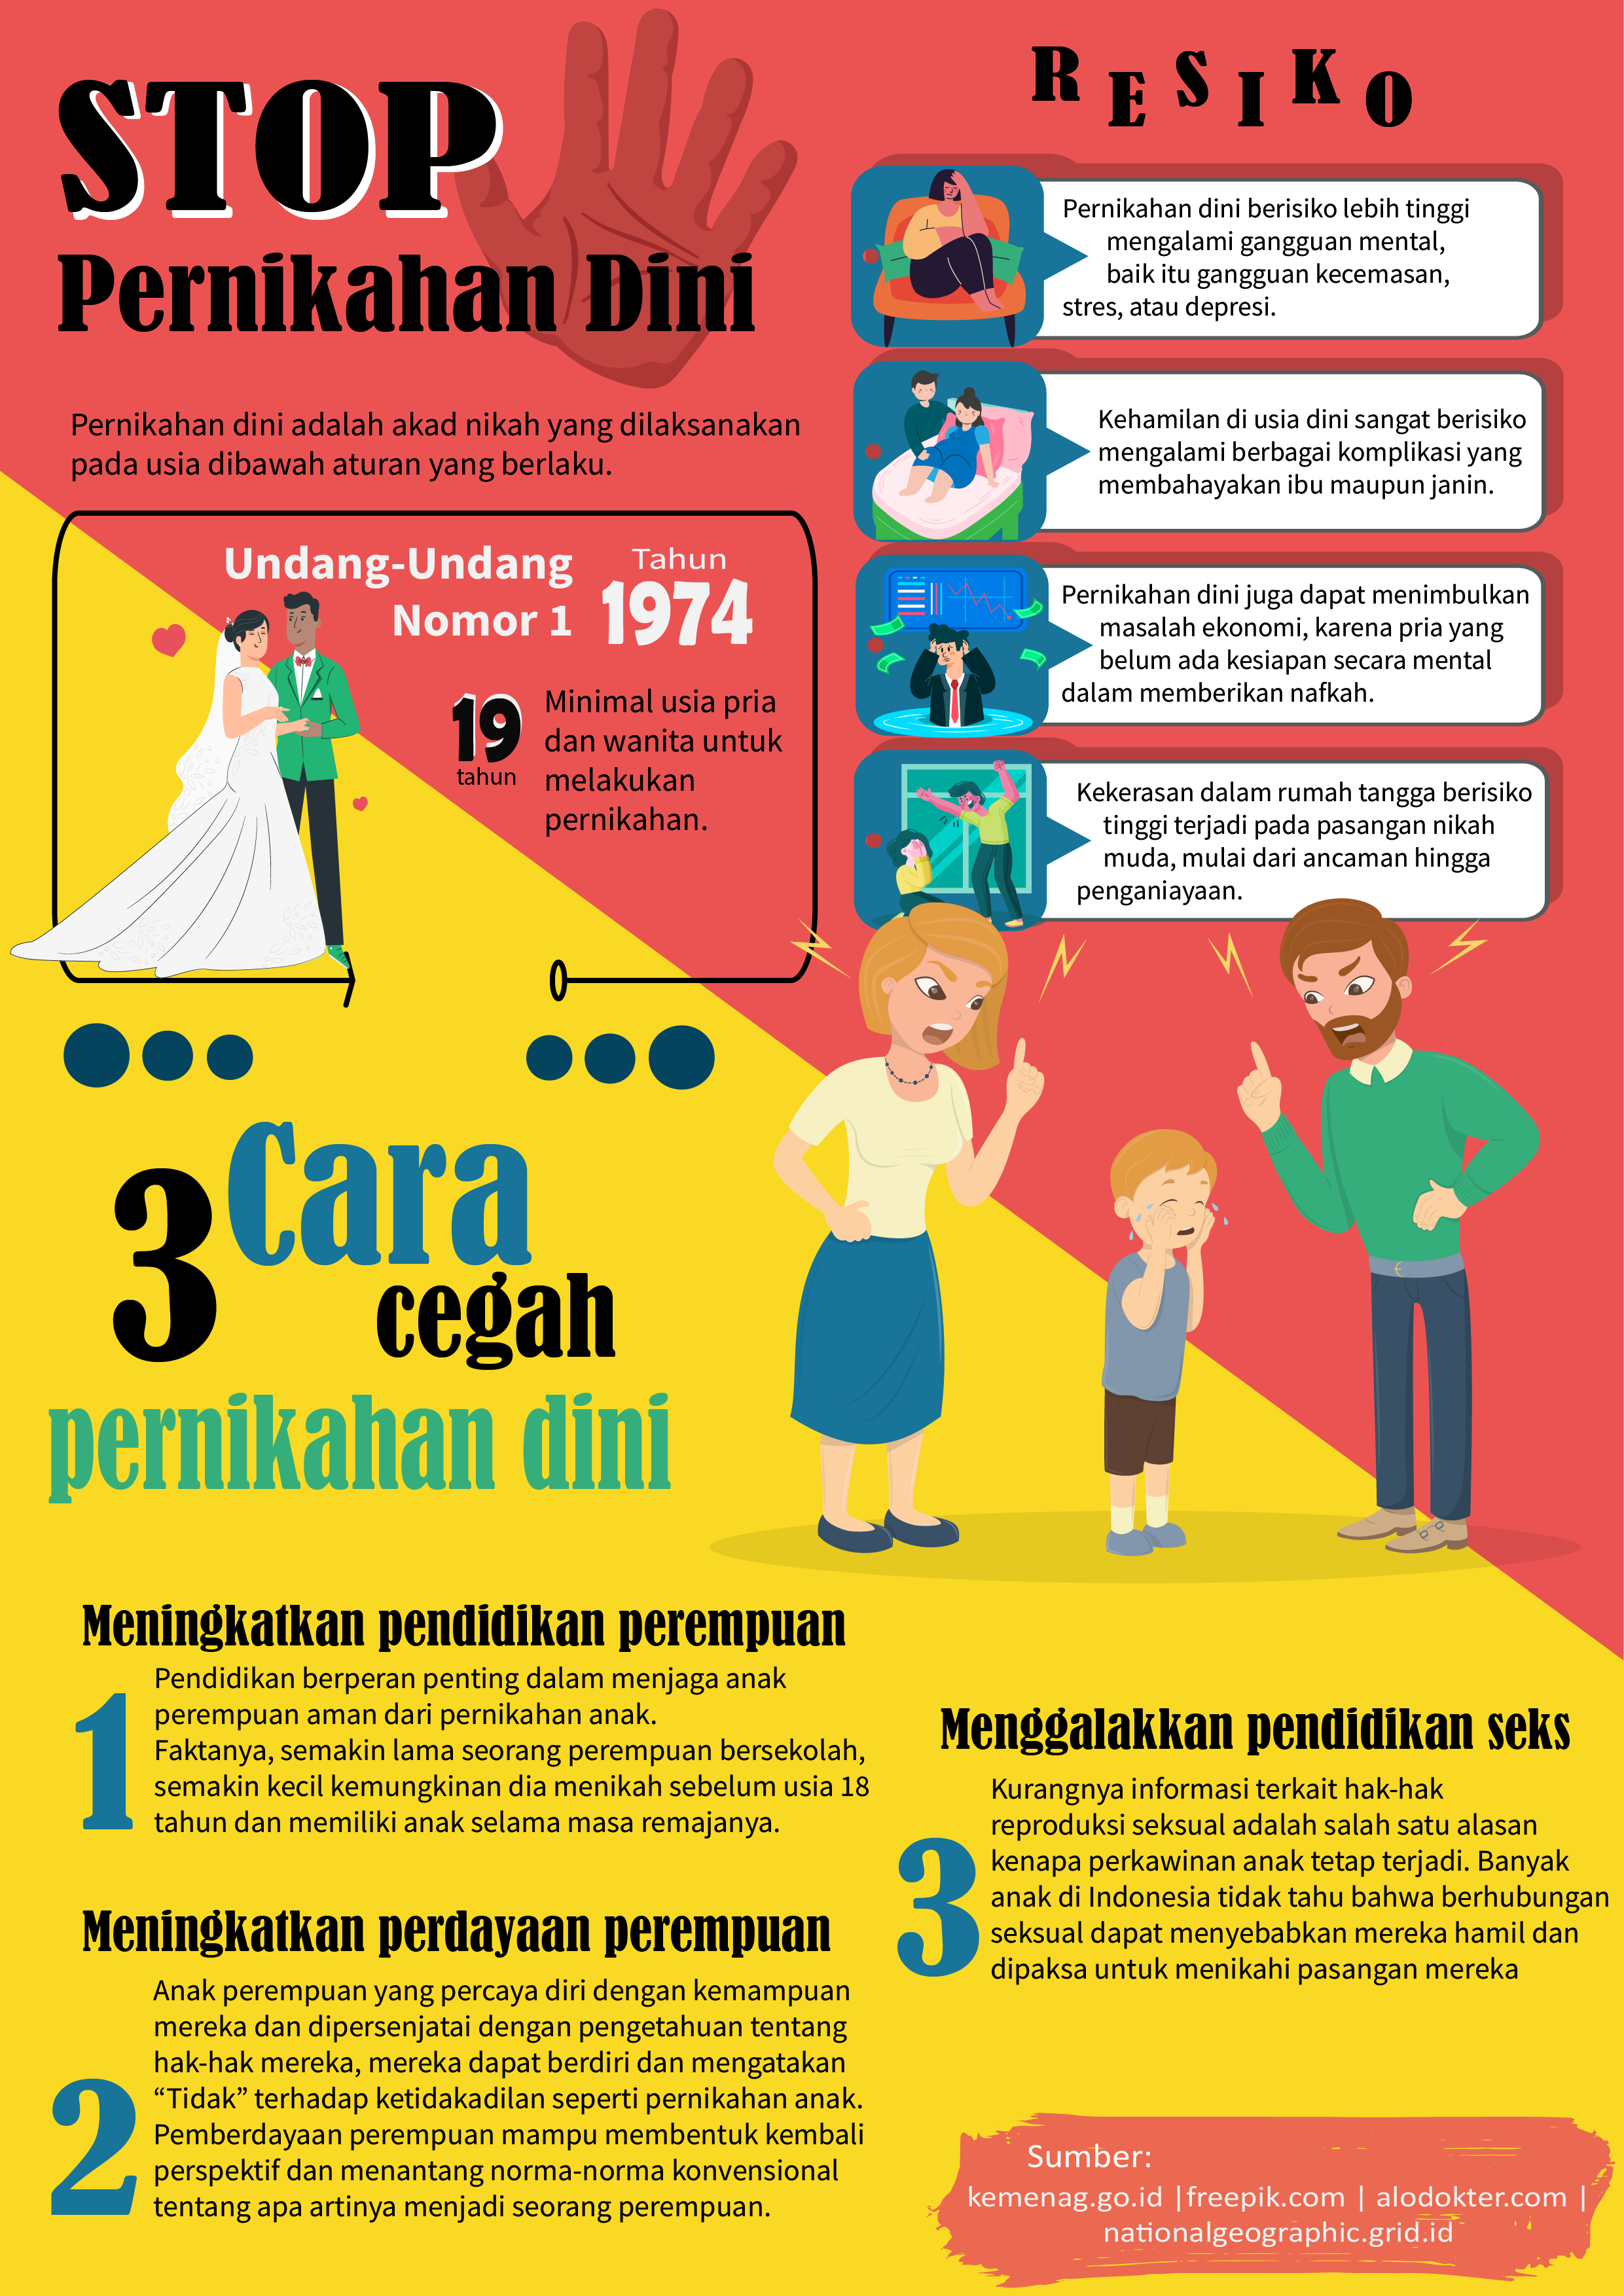 STOP
Pernikahan Dini
Pernikahan dini adalah akad nikah yang dilaksanakan
pada usia dibawah aturan yang berlaku.
Undang-Undang
Nomor 1
Tahun
1974
19
tahun
Minimal usia pria
dan wanita untuk
melakukan
pernikahan.
RESIKO
Pernikahan dini berisiko lebih tinggi
mengalami gangguan mental,
baik itu gangguan kecemasan,
stres, atau depresi.
Kehamilan di usia dini sangat berisiko
mengalami berbagai komplikasi yang
membahayakan ibu maupun janin.
Pernikahan dini juga dapat menimbulkan
masalah ekonomi, karena pria yang
belum ada kesiapan secara mental
dalam memberikan nafkah.
Kekerasan dalam rumah tangga berisiko
tinggi terjadi pada pasangan nikah
muda, mulai dari ancaman hingga
penganiayaan.
3 Cara
cegah
pernikahan dini
Meningkatkan pendidikan perempuan
1
Pendidikan berperan penting dalam menjaga anak
perempuan aman dari pernikahan anak.
Faktanya, semakin lama seorang perempuan bersekolah,
semakin kecil kemungkinan dia menikah sebelum usia 18
tahun dan memiliki anak selama masa remajanya.
Meningkatkan perdayaan perempuan
2
Anak perempuan yang percaya diri dengan kemampuan
mereka dan dipersenjatai dengan pengetahuan tentang
hak-hak mereka, mereka dapat berdiri dan mengatakan
“Tidak” terhadap ketidakadilan seperti pernikahan anak.
Pemberdayaan perempuan mampu membentuk kembali
perspektif dan menantang norma-norma konvensional
tentang apa artinya menjadi seorang perempuan.
Menggalakkan pendidikan seks
3
Kurangnya informasi terkait hak-hak
reproduksi seksual adalah salah satu alasan
kenapa perkawinan anak tetap terjadi. Banyak
anak di Indonesia tidak tahu bahwa berhubungan
seksual dapat menyebabkan mereka hamil dan
dipaksa untuk menikahi pasangan mereka
Sumber:
kemenag.go.id |freepik.com | alodokter.com |
nationalgeographic.grid.id